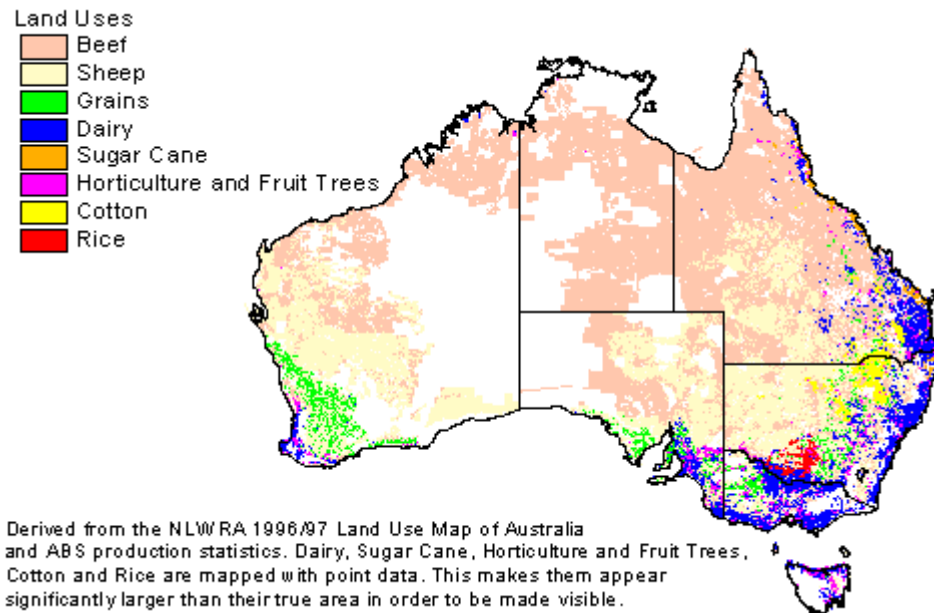 Land Uses
Beef
Sheep
Grains
Dairy
Sugar Cane
Horticulture and Fruit Trees
Cotton
Rice
Derived from the NLWRA 1996/97 Land Use Map of Australia
and ABS production statistics. Dairy, Sugar Cane, Horticulture and Fruit Trees,
Cotton and Rice are mapped with point data. This makes them appear
significantly larger than their true area in order to be made visible.